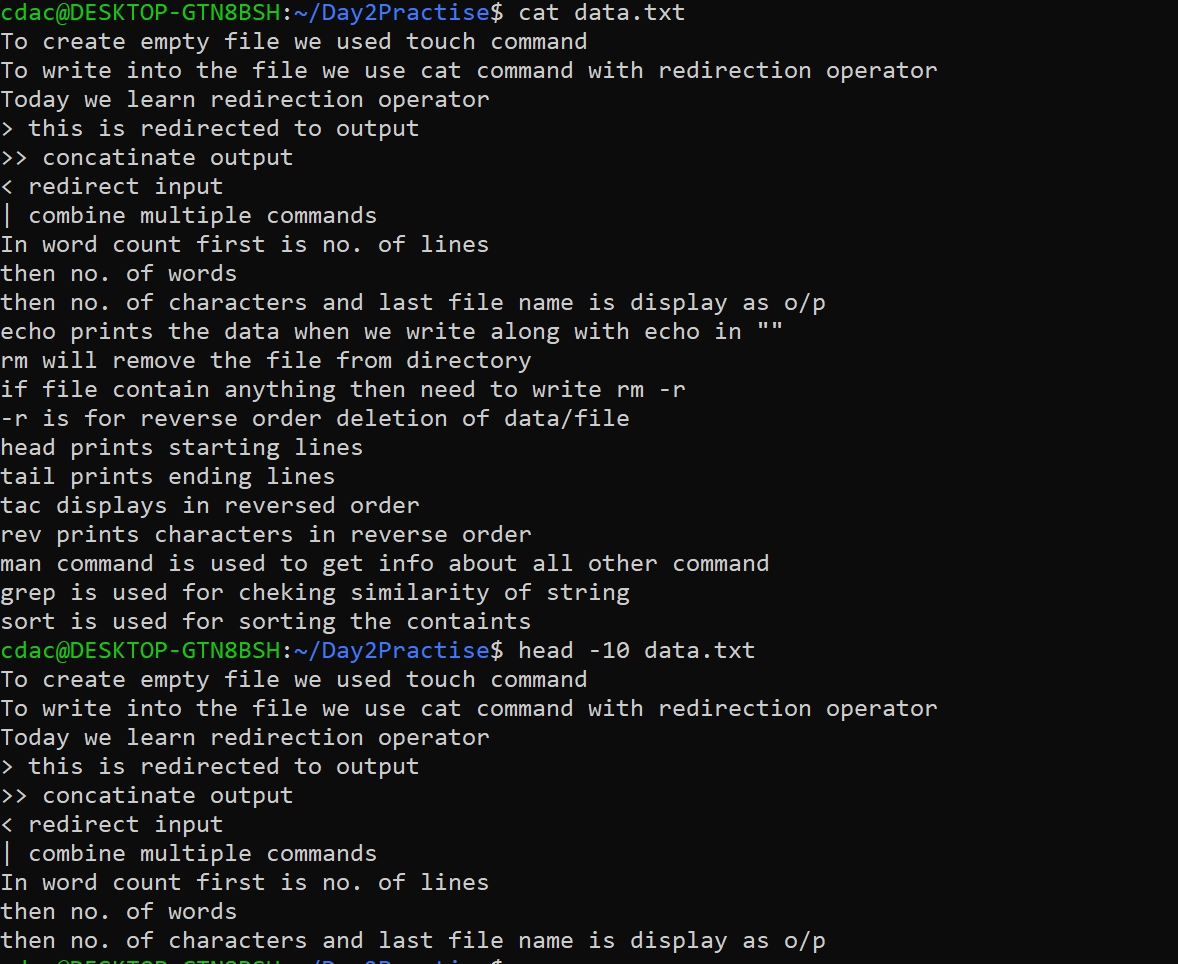 cdac@DESKTOP-GTN8BSH:~/Day2Practise$ cat data.txt
To create empty file we used touch command
To write into the file we use cat command with redirection operator
Today we learn redirection operator
> this is redirected to output
>> concatinate output
< redirect input
| combine multiple commands
In word count first is no. of lines
then no. of words
then no. of characters and last file name is display as o/p
echo prints the data when we write along with echo in ""
rm will remove the file from directory
if file contain anything then need to write rm -r
-r is for reverse order deletion of data/file
head prints starting lines
tail prints ending lines
tac displays in reversed order
rev prints characters in reverse order
man command is used to get info about all other command
grep is used for cheking similarity of string
sort is used for sorting the containts
cdac@DESKTOP-GTN8BSH:~/Day2Practise$ head -10 data.txt
To create empty file we used touch command
To write into the file we use cat command with redirection operator
Today we learn redirection operator
> this is redirected to output
>> concatinate output
< redirect input
| combine multiple commands
In word count first is no. of lines
then no. of words
then no. of characters and last file name is display as o/p